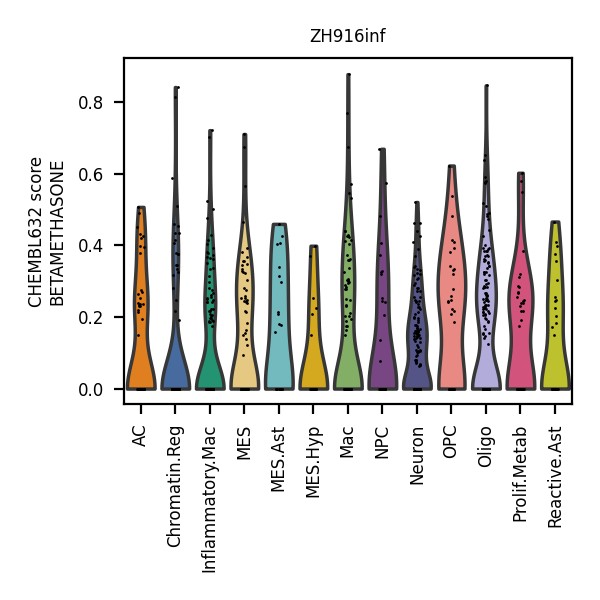 ZH916inf
CHEMBL632 score
BETAMETHASONE
0.8
0.6
0.4
0.2
0.0
AC
Chromatin.Reg
Inflammatory.Mac
MES
MES.Ast
MES.Hyp
Mac
NPC
Neuron
OPC
Oligo
Prolif.Metab
Reactive.Ast